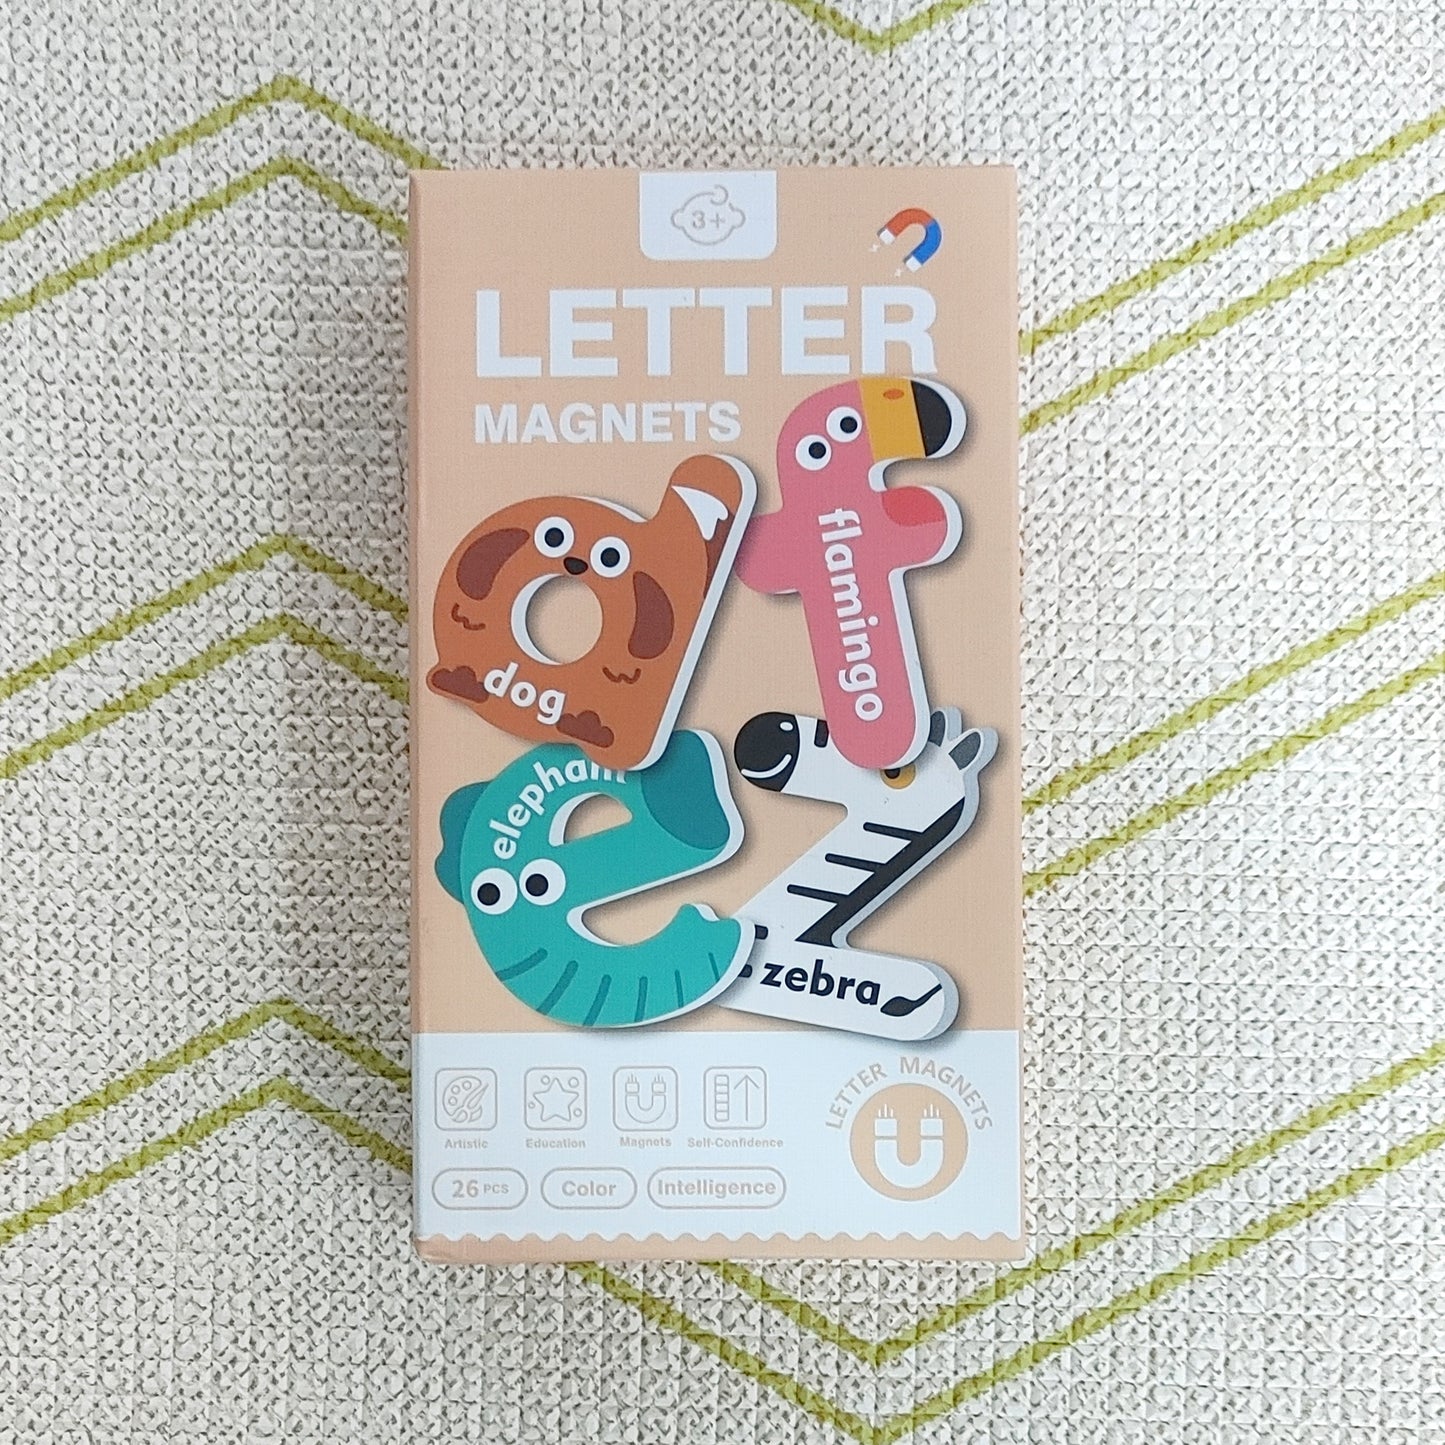 3+
LETTER
MAGNETS
flamingo
dog
elephant
zebra
LETTER MAGNETS
Artistic
Education
Magnets
Self-Confidence
26 PCS
Color
Intelligence